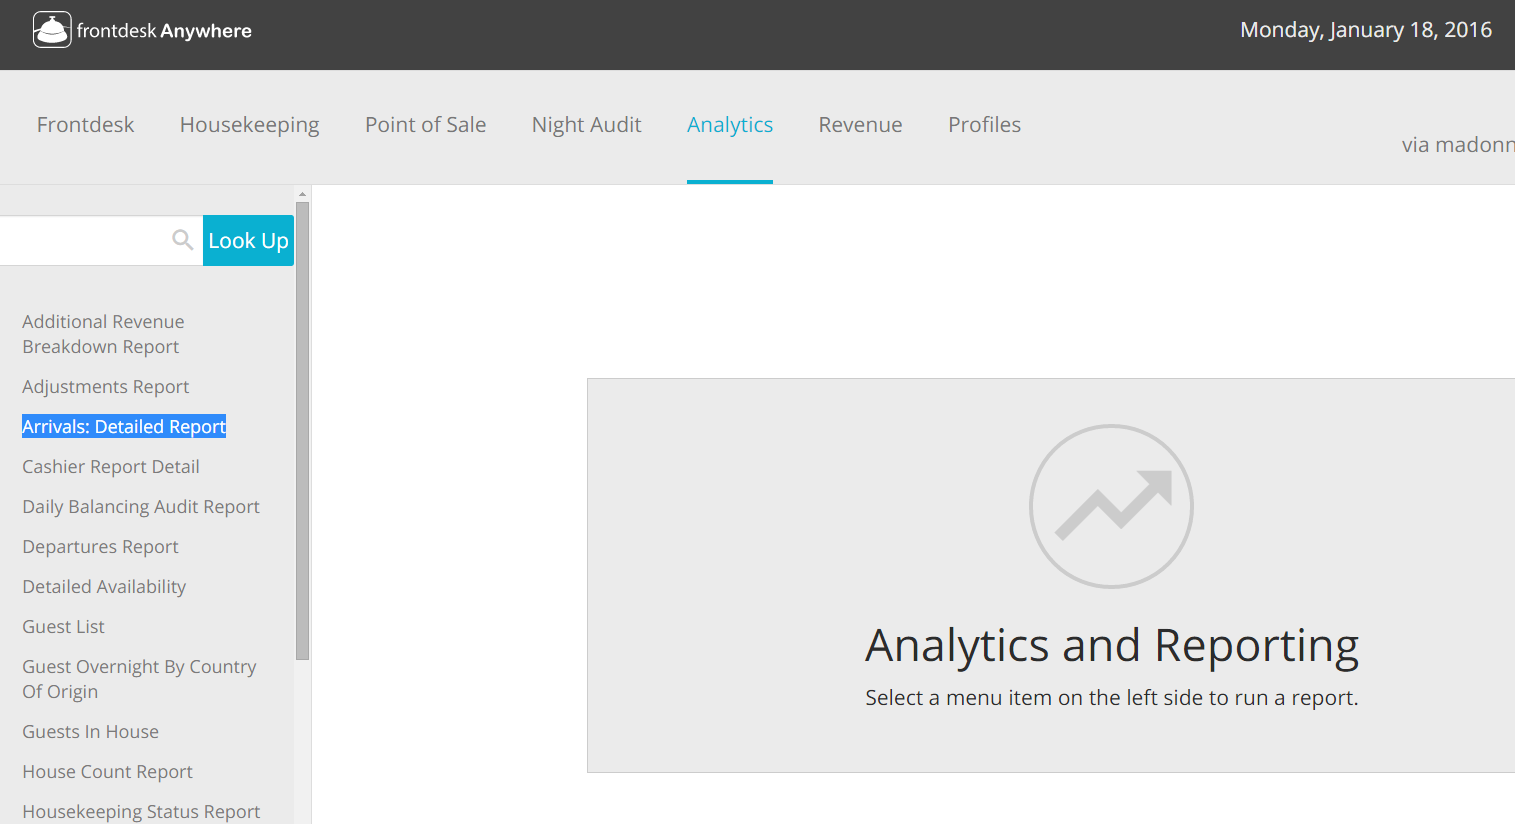 frontdesk Anywhere
Monday, January 18, 2016
Frontdesk
Housekeeping
Point of Sale
Night Audit
Analytics
Revenue
Profiles
via madonn
Look Up
Additional Revenue
Breakdown Report
Adjustments Report
Arrivals: Detailed Report
Cashier Report Detail
Daily Balancing Audit Report
Departures Report
Detailed Availability
Guest List
Guest Overnight By Country
Of Origin
Guests In House
House Count Report
Housekeeping Status Report
Analytics and Reporting
Select a menu item on the left side to run a report.